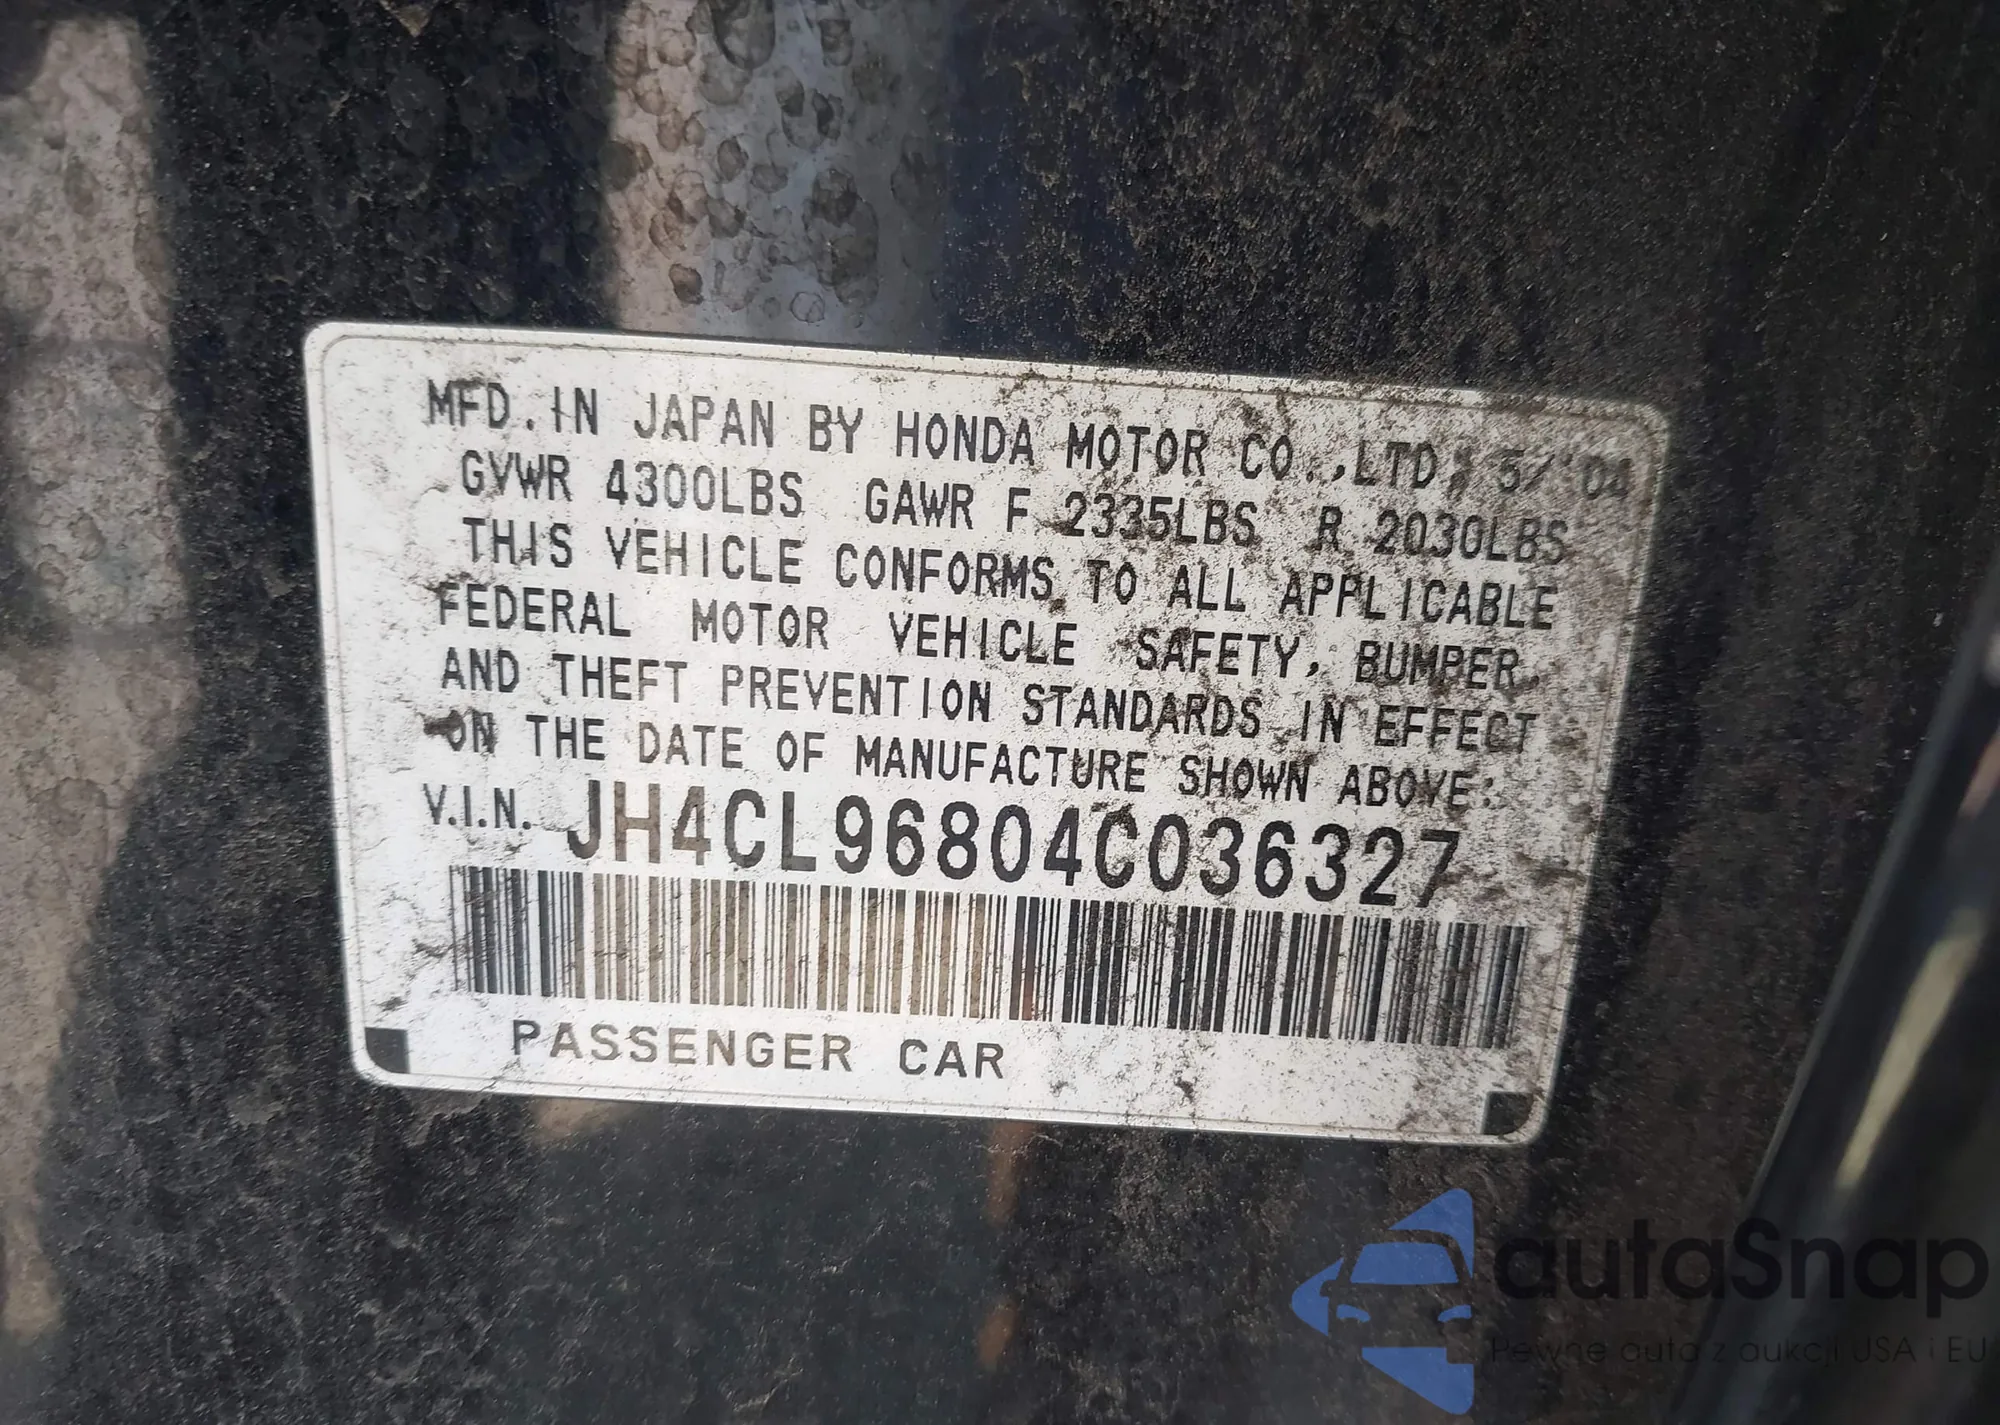 MFD. IN JAPAN BY HONDA MOTOR CO.,LTD; 5/'04
GVWR 4300LBS GAWR F 2335LBS R 2030LBS
THIS VEHICLE CONFORMS TO ALL APPLICABLE
FEDERAL MOTOR VEHICLE SAFETY, BUMPER,
AND THEFT PREVENTION STANDARDS IN EFFECT
ON THE DATE OF MANUFACTURE SHOWN ABOVE:
V.I.N. JH4CL96804C036327
PASSENGER CAR
autaSnap
Pewne auta z aukcji USA i EU